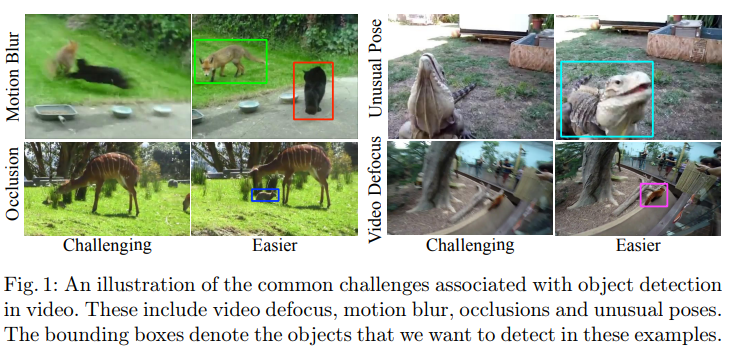 Motion Blur
Unusual Pose
Occlusion
Video Defocus
Challenging
Easier
Challenging
Easier
Fig. 1: An illustration of the common challenges associated with object detection
in video. These include video defocus, motion blur, occlusions and unusual poses.
The bounding boxes denote the objects that we want to detect in these examples.